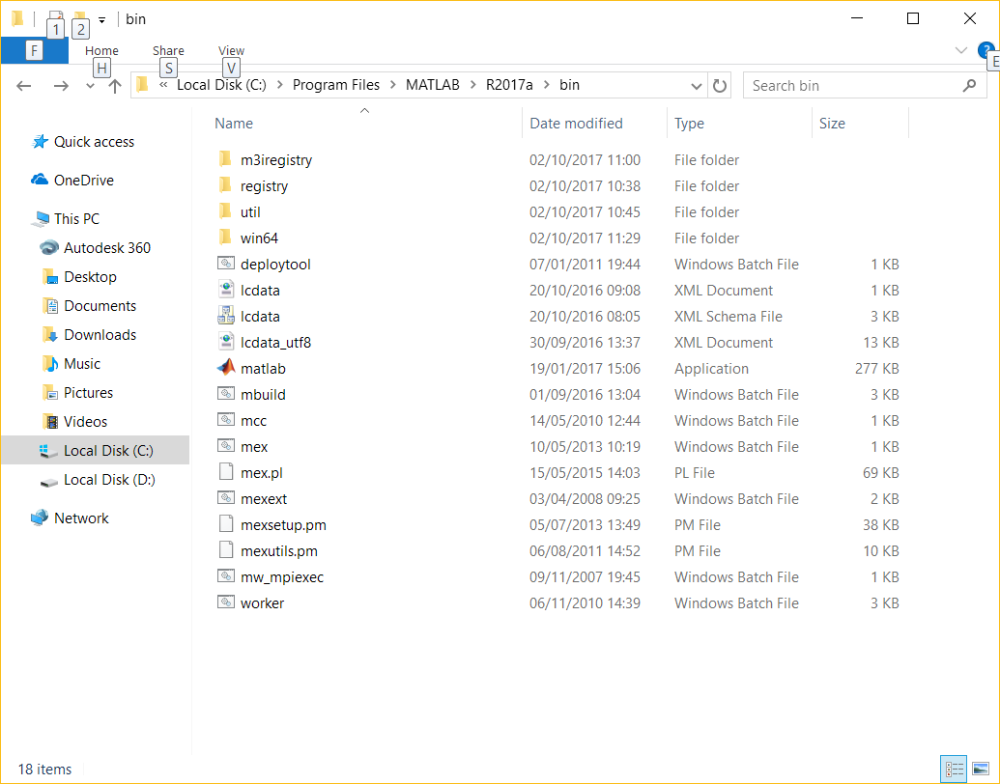 1 2 bin
F Home Share View ?
H S V E
« Local Disk (C:) > Program Files > MATLAB > R2017a > bin Search bin
Name Date modified Type Size
Quick access
OneDrive
This PC
Autodesk 360
Desktop
Documents
Downloads
Music
Pictures
Videos
Local Disk (C:)
Local Disk (D:)
Network
m3iregistry 02/10/2017 11:00 File folder
registry 02/10/2017 10:38 File folder
util 02/10/2017 10:45 File folder
win64 02/10/2017 11:29 File folder
deploytool 07/01/2011 19:44 Windows Batch File 1 KB
lcdata 20/10/2016 09:08 XML Document 1 KB
lcdata 20/10/2016 08:05 XML Schema File 3 KB
lcdata_utf8 30/09/2016 13:37 XML Document 13 KB
matlab 19/01/2017 15:06 Application 277 KB
mbuild 01/09/2016 13:04 Windows Batch File 3 KB
mcc 14/05/2010 12:44 Windows Batch File 1 KB
mex 10/05/2013 10:19 Windows Batch File 1 KB
mex.pl 15/05/2015 14:03 PL File 69 KB
mexext 03/04/2008 09:25 Windows Batch File 2 KB
mexsetup.pm 05/07/2013 13:49 PM File 38 KB
mexutils.pm 06/08/2011 14:52 PM File 10 KB
mw_mpiexec 09/11/2007 19:45 Windows Batch File 1 KB
worker 06/11/2010 14:39 Windows Batch File 3 KB
18 items